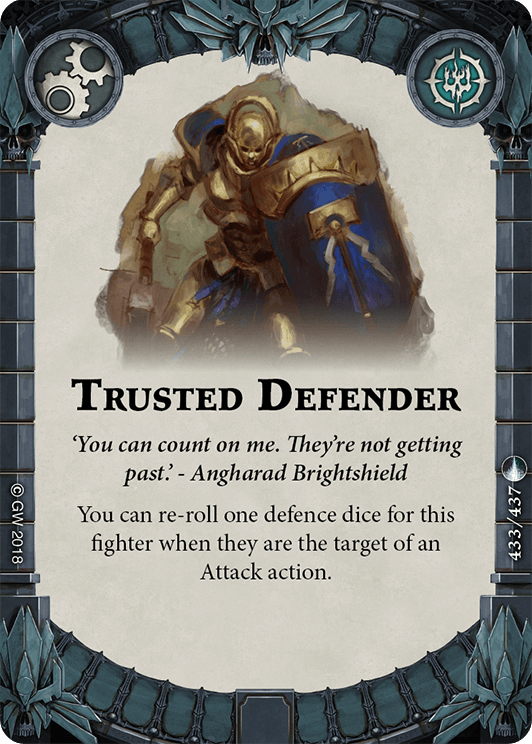 TRUSTED DEFENDER
‘You can count on me. They’re not getting
past.’ - Angharad Brightshield
You can re-roll one defence dice for this
fighter when they are the target of an
Attack action.
© GW 2018
433/437